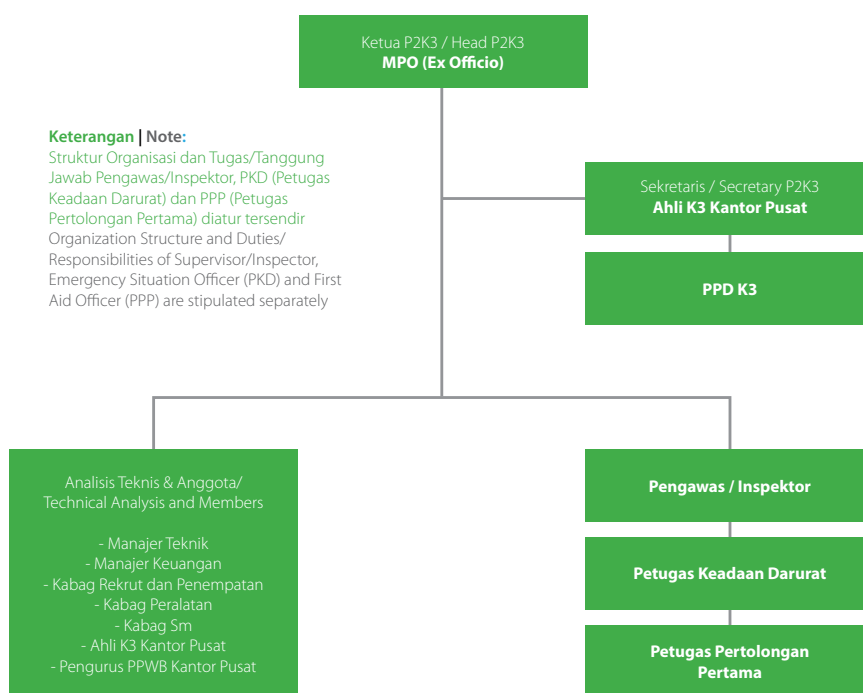 Ketua P2K3 / Head P2K3
MPO (Ex Officio)
Keterangan | Note:
Struktur Organisasi dan Tugas/Tanggung
Jawab Pengawas/Inspektor, PKD (Petugas
Keadaan Darurat) dan PPP (Petugas
Pertolongan Pertama) diatur tersendir
Organization Structure and Duties/
Responsibilities of Supervisor/Inspector,
Emergency Situation Officer (PKD) and First
Aid Officer (PPP) are stipulated separately
Sekretaris / Secretary P2K3
Ahli K3 Kantor Pusat
PPD K3
Analisis Teknis & Anggota/
Technical Analysis and Members
- Manajer Teknik
- Manajer Keuangan
- Kabag Rekrut dan Penempatan
- Kabag Peralatan
- Kabag Sm
- Ahli K3 Kantor Pusat
- Pengurus PPWB Kantor Pusat
Pengawas / Inspektor
Petugas Keadaan Darurat
Petugas Pertolongan
Pertama